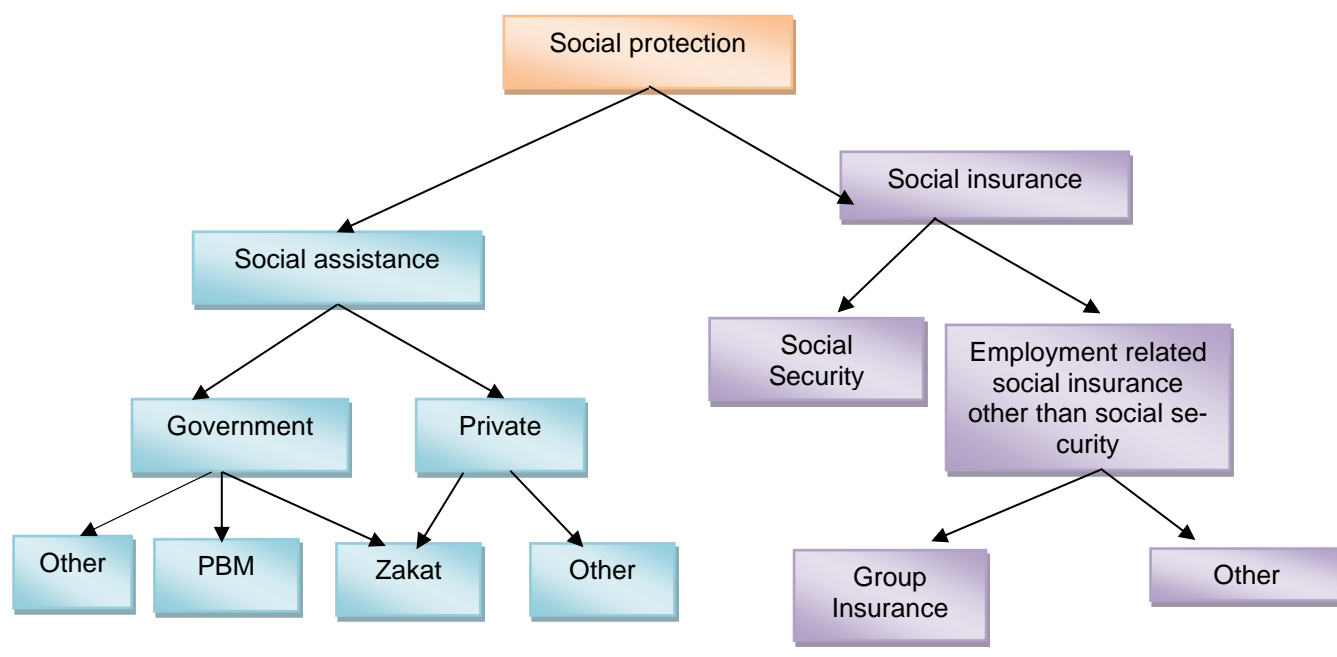 Social protection
Social insurance
Social assistance
Social
Security
Employment related
social insurance
other than social se-
curity
Government
Private
Other
PBM
Zakat
Other
Group
Insurance
Other